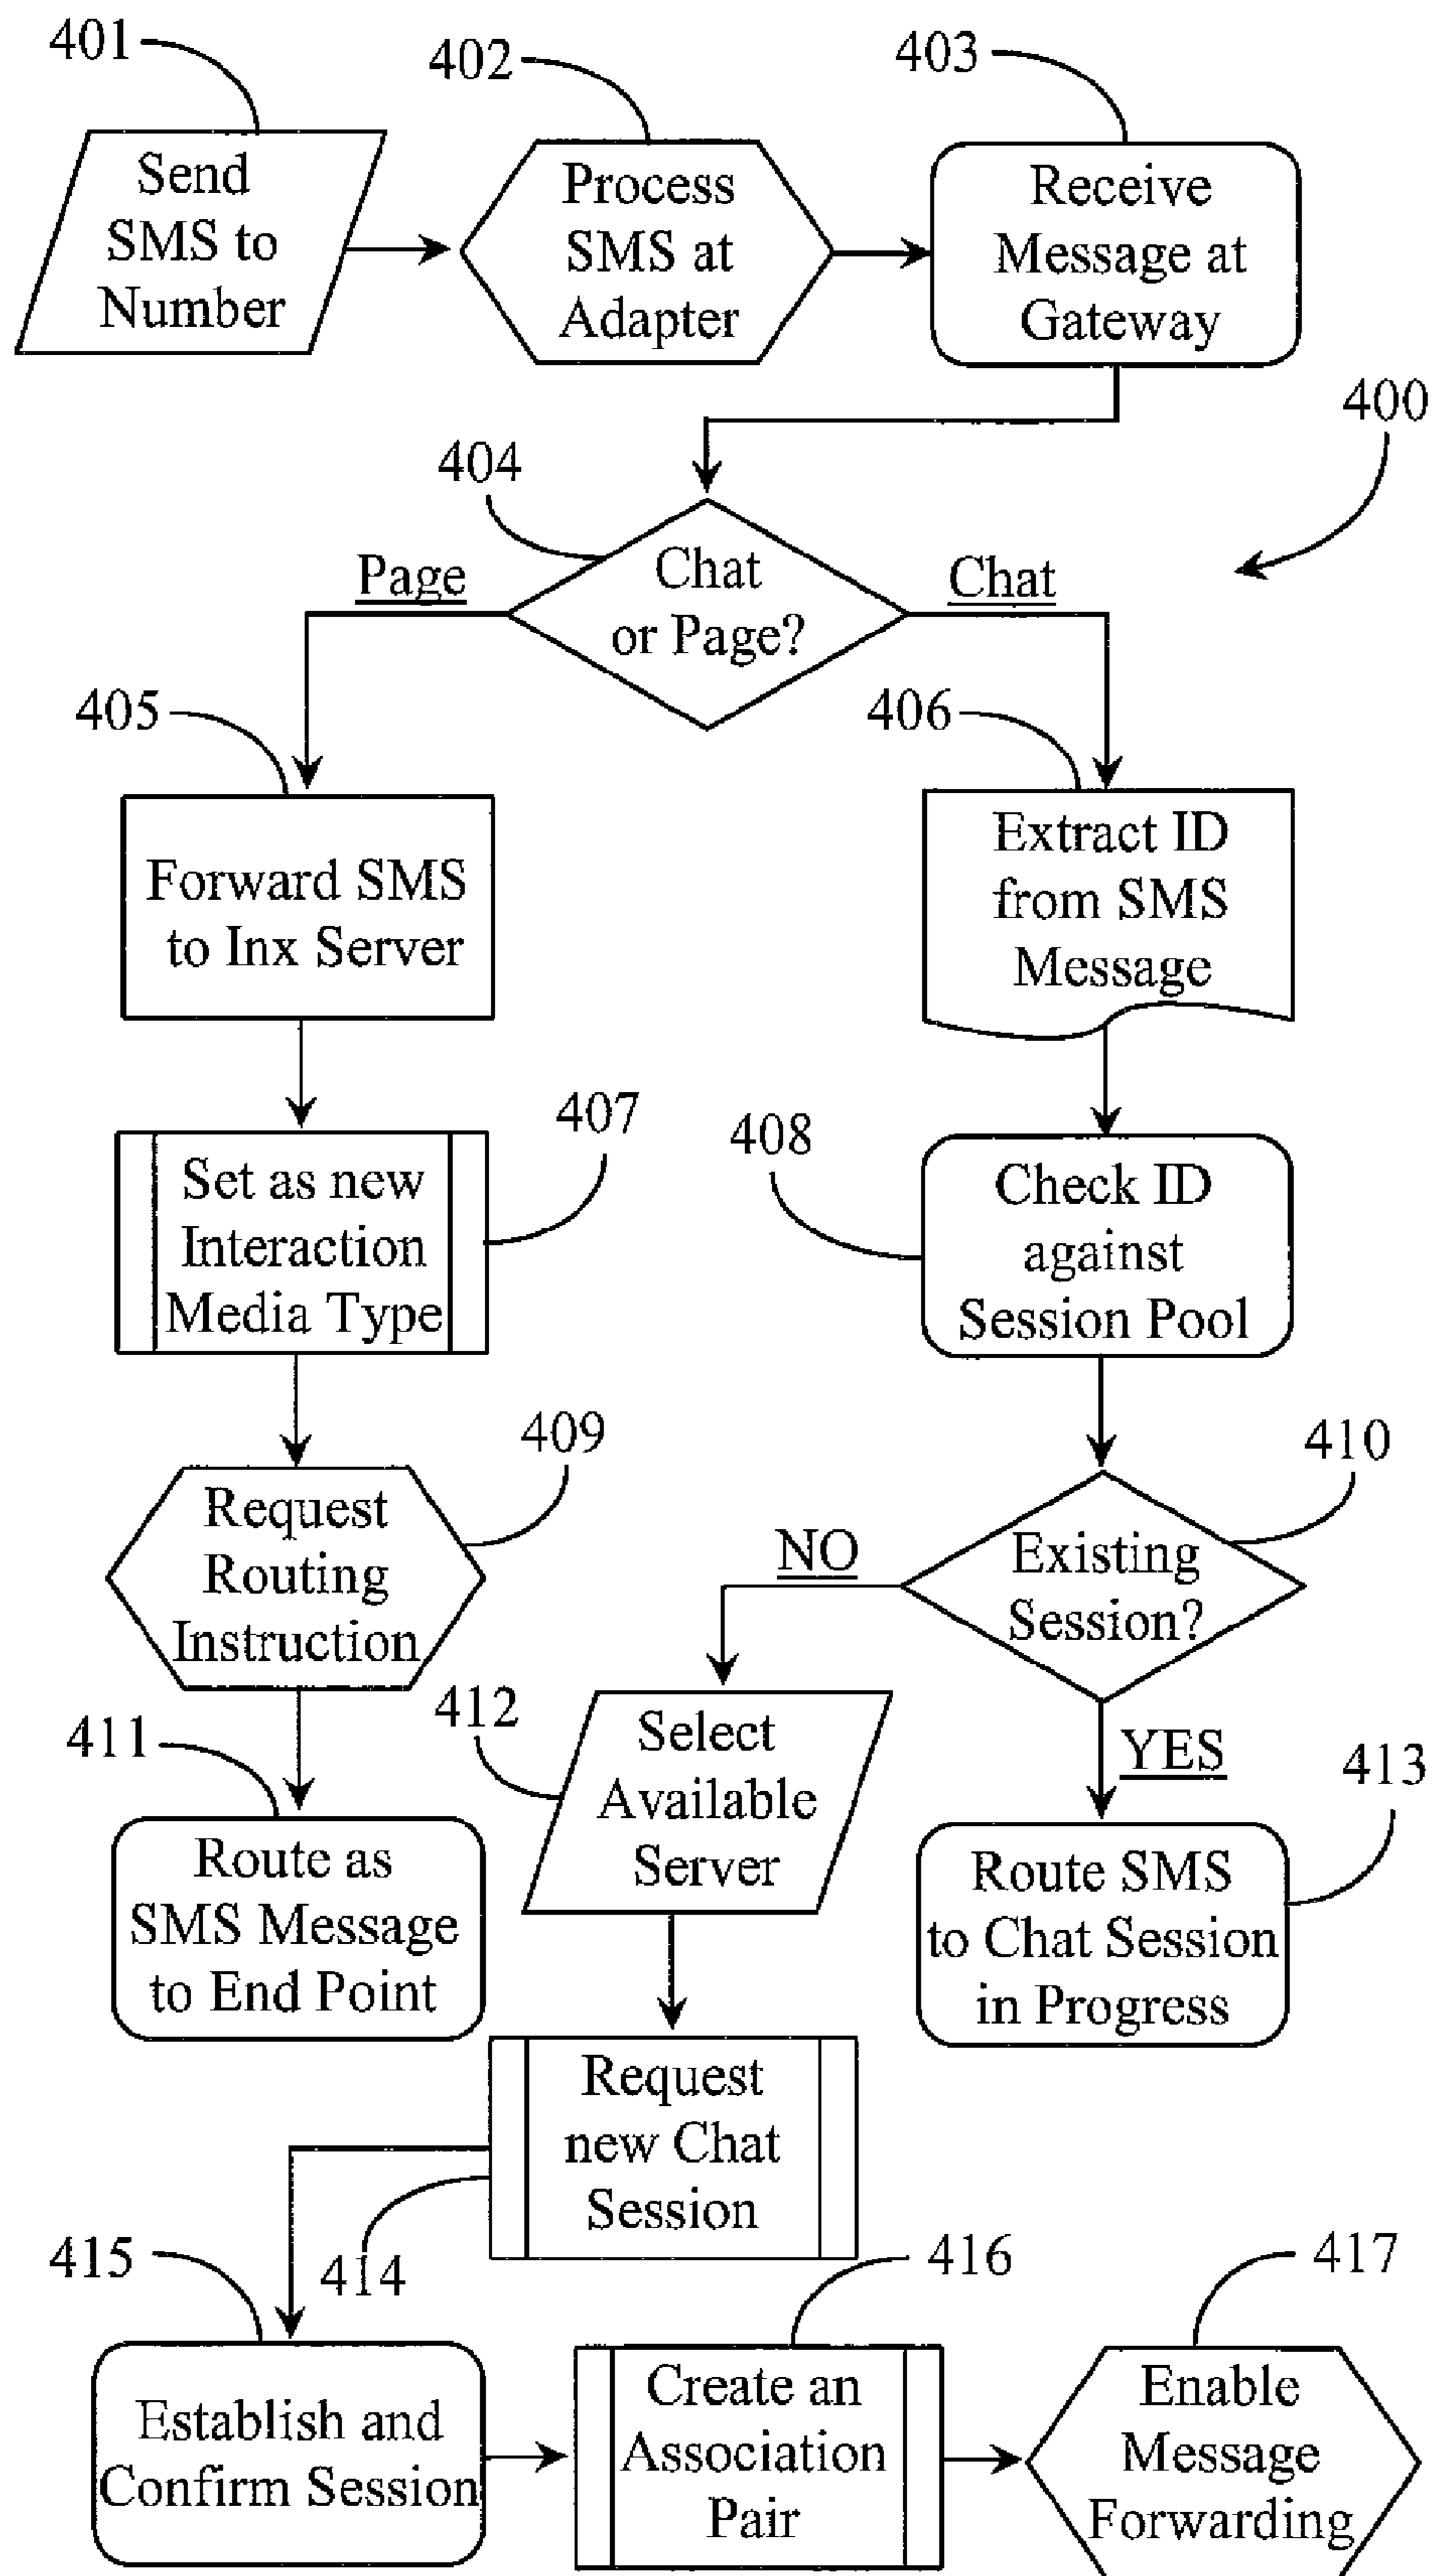 401
402
403
Send
SMS to
Number
Process
SMS at
Adapter
Receive
Message at
Gateway
400
404
Page
Chat
or Page?
Chat
405
406
Forward SMS
to Inx Server
Extract ID
from SMS
Message
407
408
Set as new
Interaction
Media Type
Check ID
against
Session Pool
409
410
Request
Routing
Instruction
NO
Existing
Session?
411
412
Select
Available
Server
YES
413
Route as
SMS Message
to End Point
Route SMS
to Chat Session
in Progress
Request
new Chat
Session
414
415
416
417
Establish and
Confirm Session
Create an
Association
Pair
Enable
Message
Forwarding